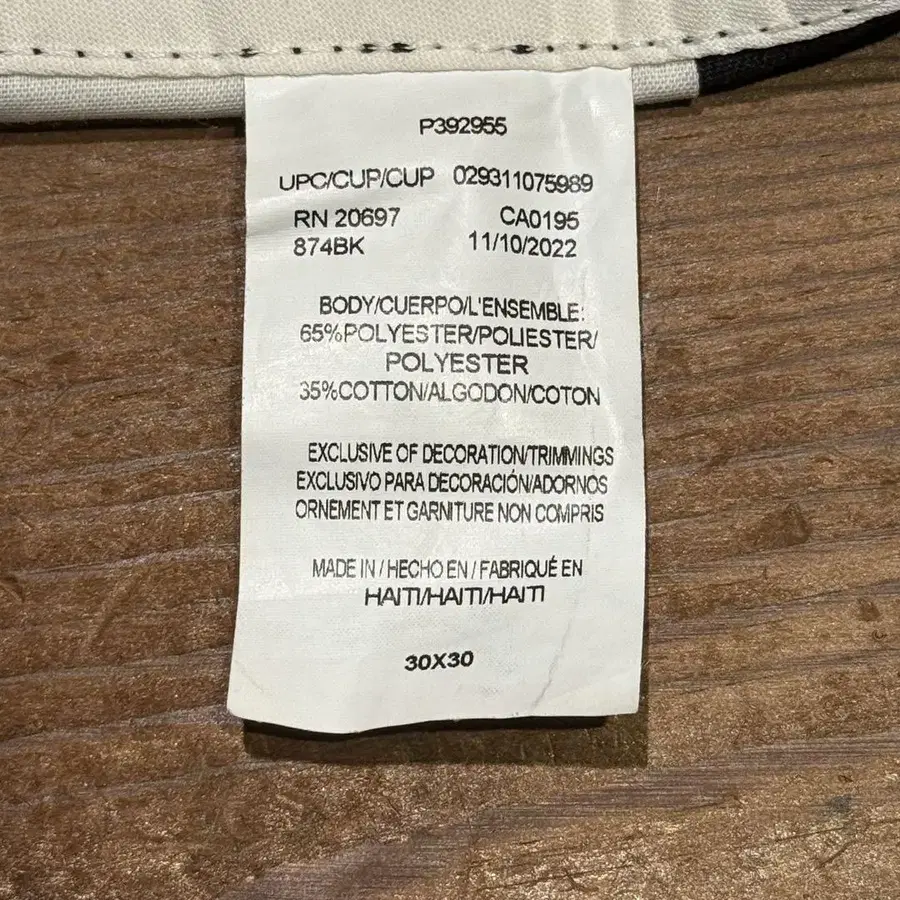 P392955
UPC/CUP/CUP 029311075989
RN 20697 CA0195
874BK 11/10/2022
BODY/CUERPO/L'ENSEMBLE:
65%POLYESTER/POLIESTER/
POLYESTER
35%COTTON/ALGODON/COTON
EXCLUSIVE OF DECORATION/TRIMMINGS
EXCLUSIVO PARA DECORACIÓN/ADORNOS
ORNEMENT ET GARNITURE NON COMPRIS
MADE IN / HECHO EN / FABRIQUÉ EN
HAITI/HAITI/HAITI
30X30